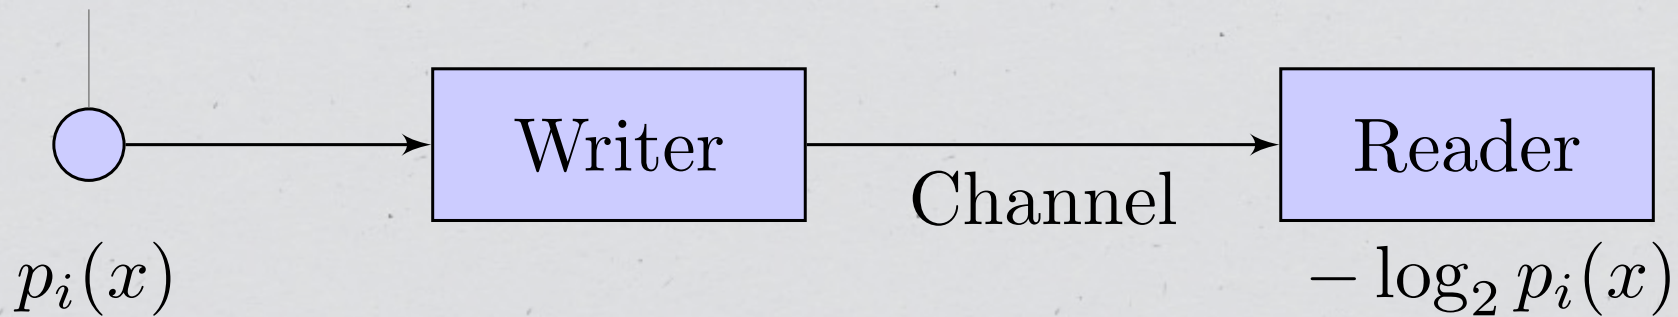 Writer
Reader
Channel
p_i(x)
− log_2 p_i(x)